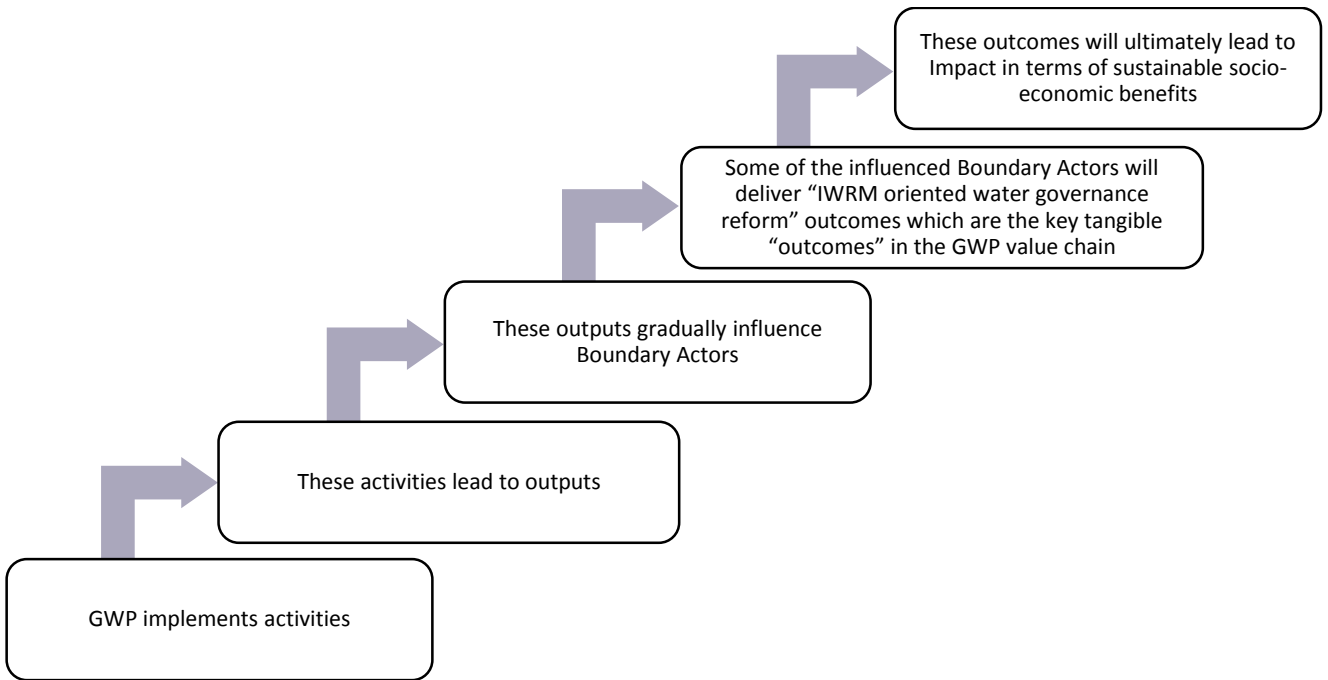 These outcomes will ultimately lead to
Impact in terms of sustainable socio-
economic benefits
Some of the influenced Boundary Actors will
deliver “IWRM oriented water governance
reform” outcomes which are the key tangible
“outcomes” in the GWP value chain
These outputs gradually influence
Boundary Actors
These activities lead to outputs
GWP implements activities